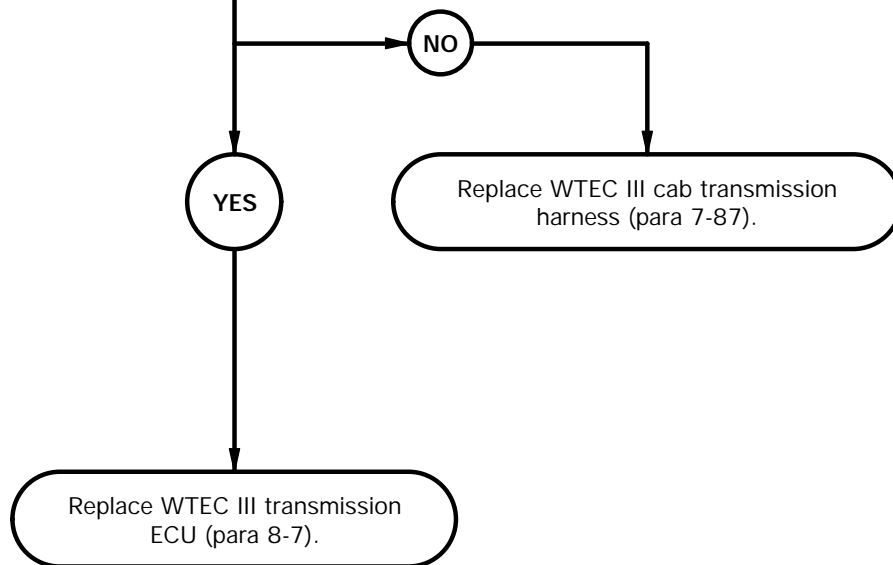 NO
YES
Replace WTEC III cab transmission
harness (para 7-87).
Replace WTEC III transmission
ECU (para 8-7).